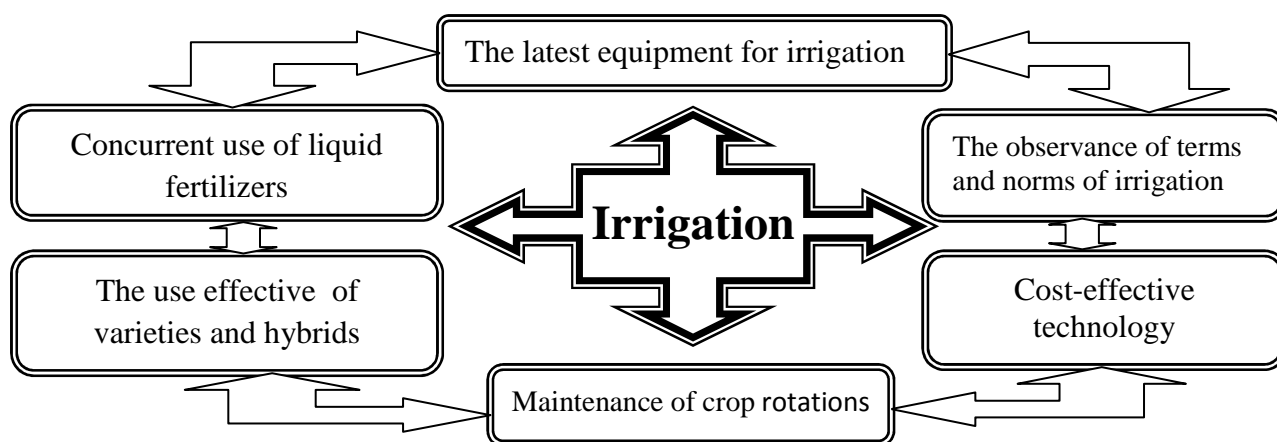 The latest equipment for irrigation
Concurrent use of liquid
fertilizers
The observance of terms
and norms of irrigation
Irrigation
The use effective of
varieties and hybrids
Cost-effective
technology
Maintenance of crop rotations